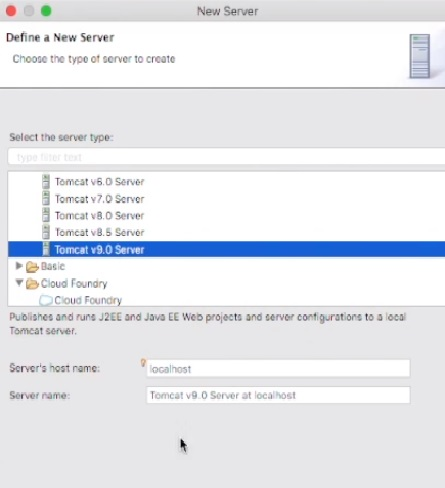 New Server
Define a New Server
Choose the type of server to create
Select the server type:
type filter text
Tomcat v6.0 Server
Tomcat v7.0 Server
Tomcat v8.0 Server
Tomcat v8.5 Server
Tomcat v9.0 Server
Basic
Cloud Foundry
Cloud Foundry
Publishes and runs J2EE and Java EE Web projects and server configurations to a local
Tomcat server.
Server's host name: localhost
Server name: Tomcat v9.0 Server at localhost